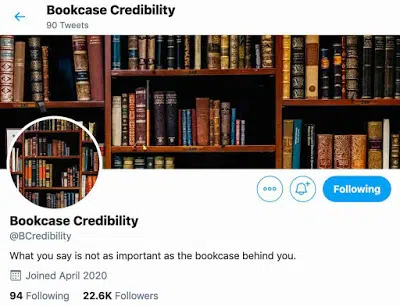 Bookcase Credibility
90 Tweets
Following
Bookcase Credibility
@BCredibility
What you say is not as important as the bookcase behind you.
Joined April 2020
94 Following 22.6K Followers